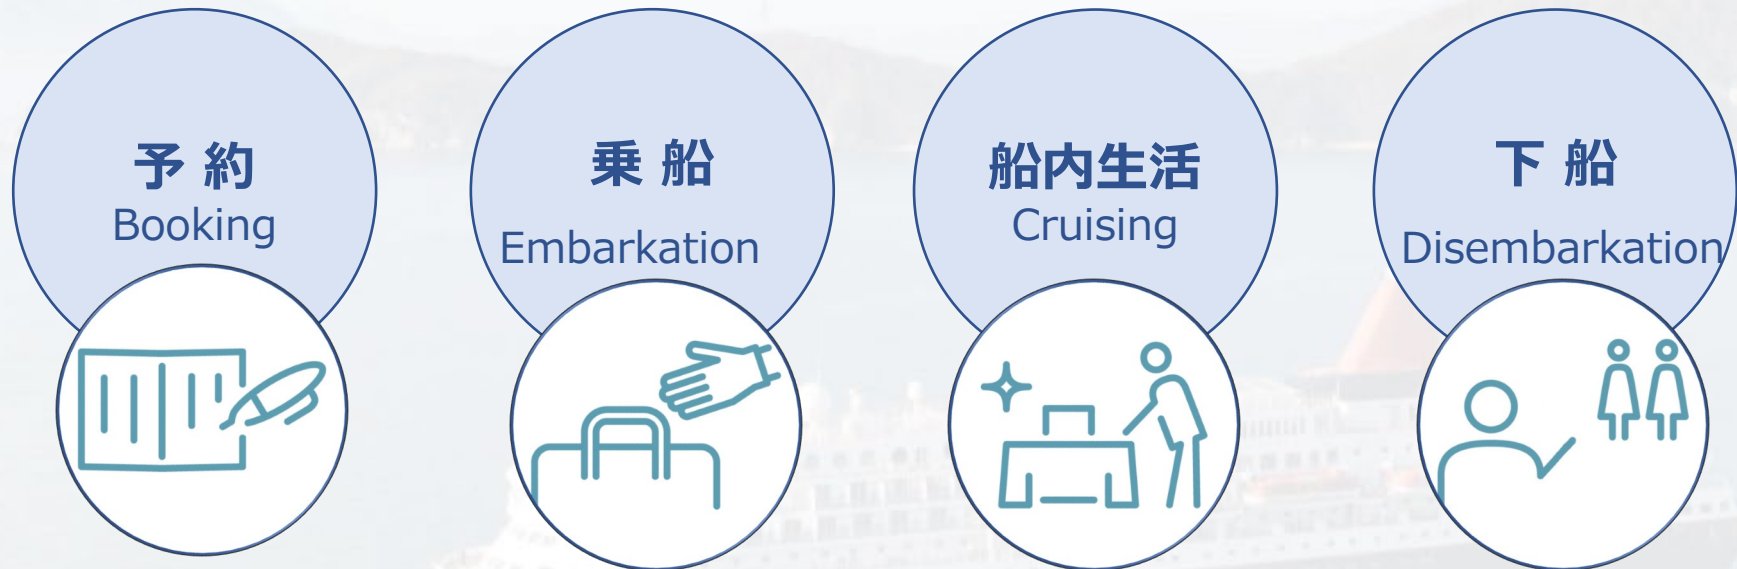 予 約
Booking
乗 船
Embarkation
船内生活
Cruising
下 船
Disembarkation